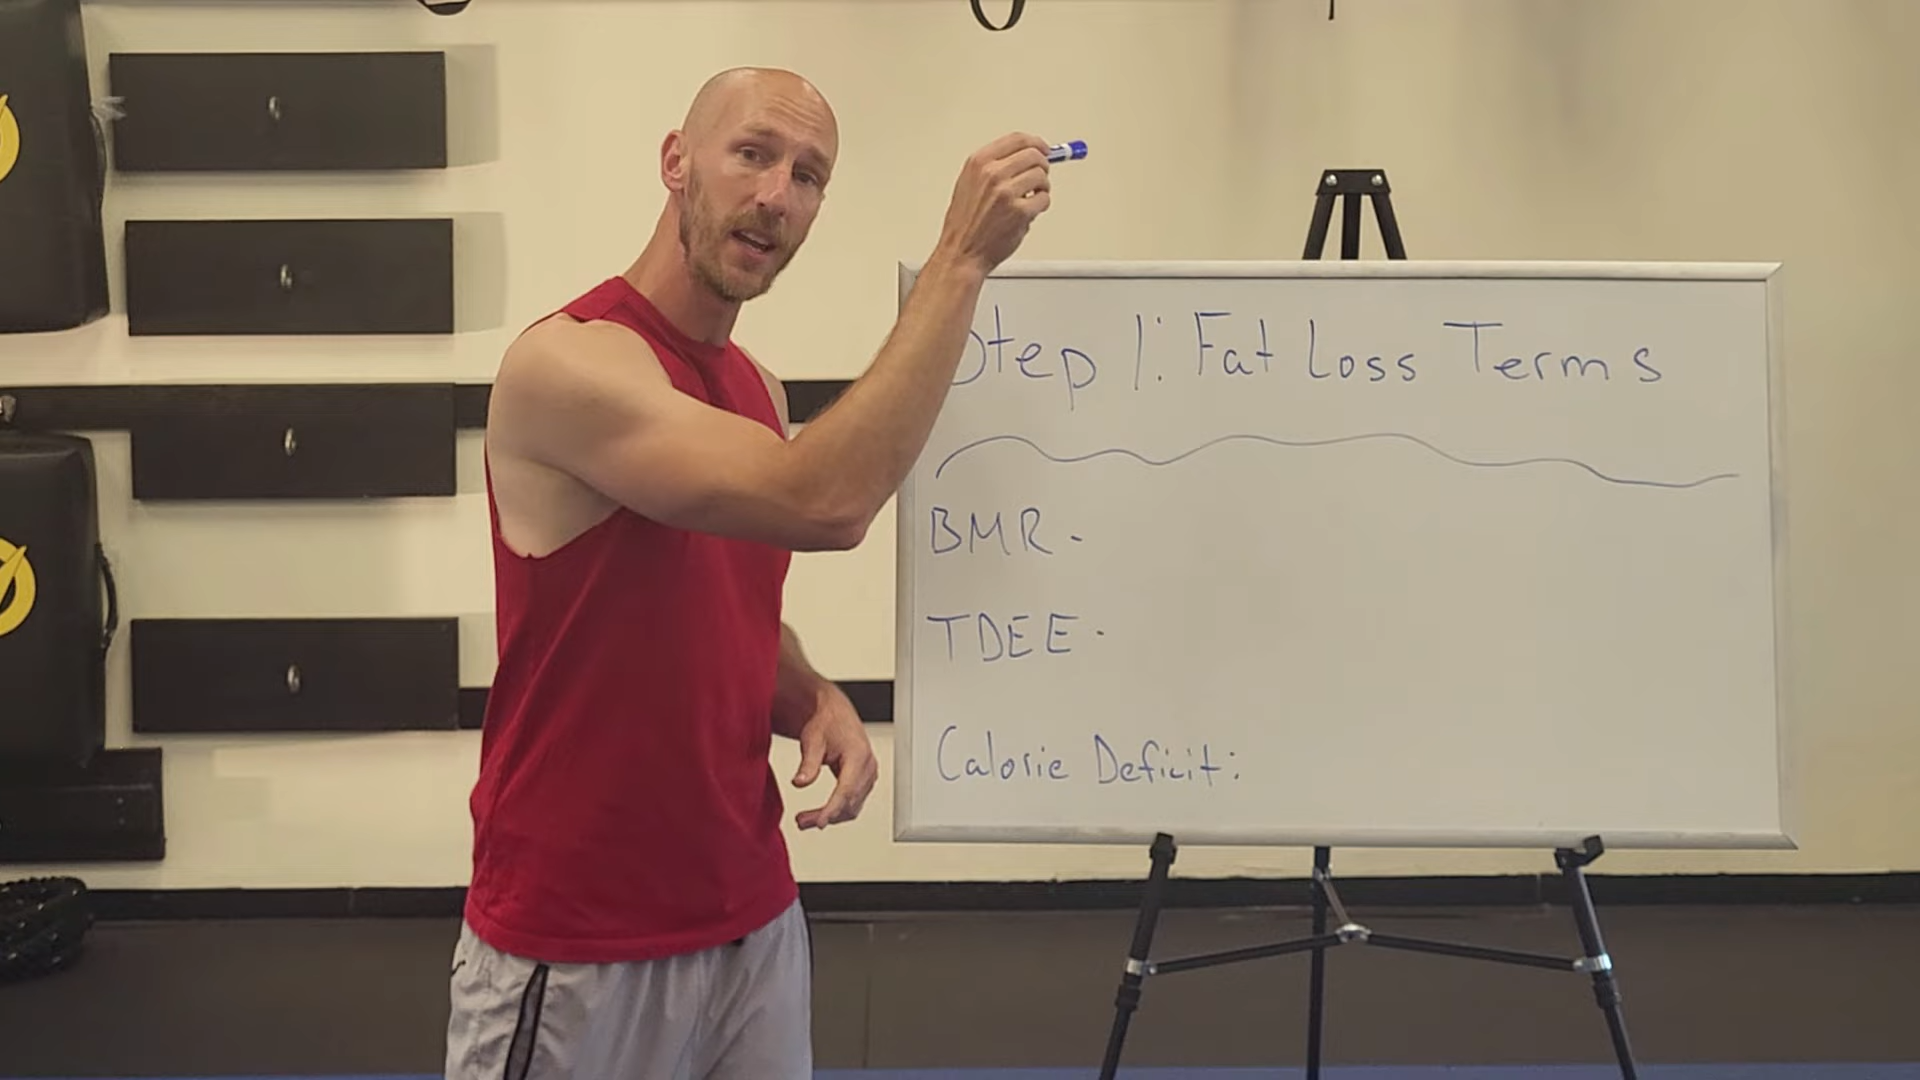 Step 1: Fat Loss Terms
BMR-
TDEE-
Calorie Deficit: